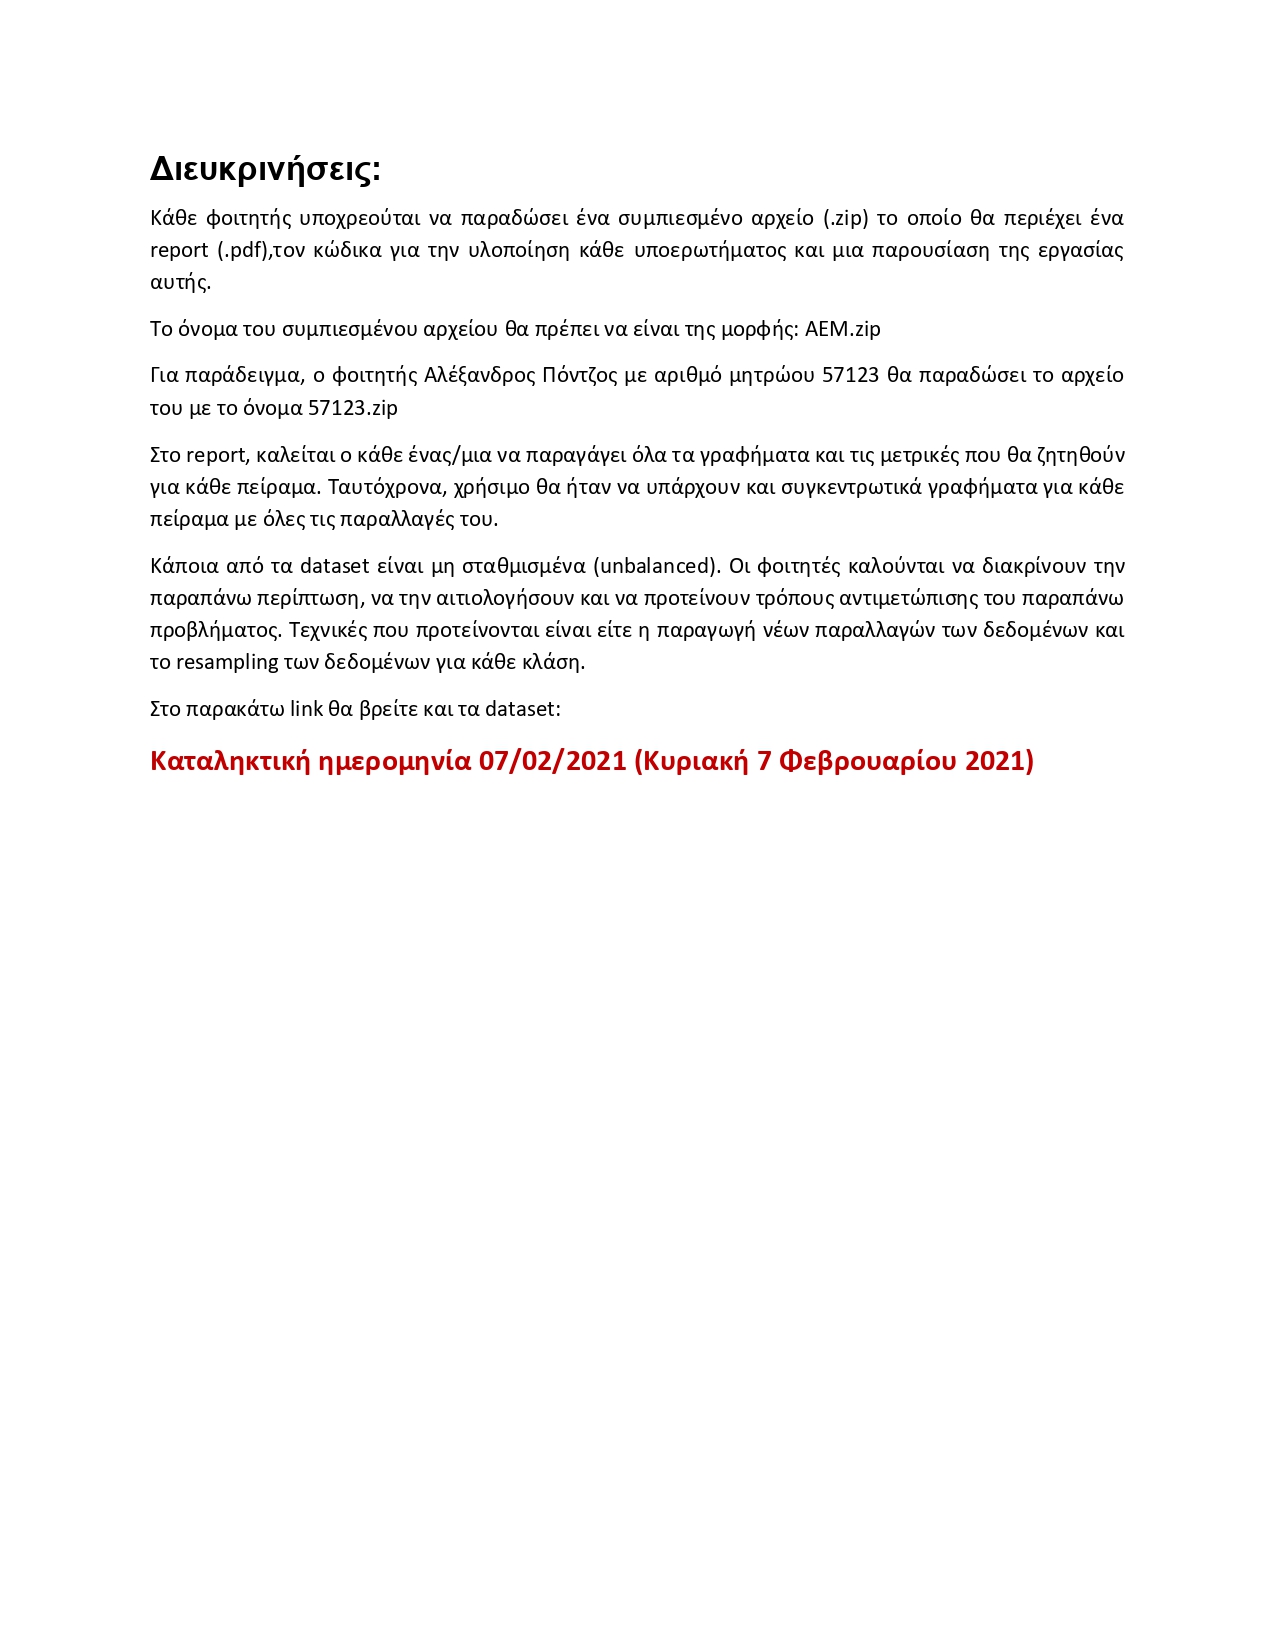 Διευκρινήσεις:
Κάθε φοιτητής υποχρεούται να παραδώσει ένα συμπιεσμένο αρχείο (.zip) το οποίο θα περιέχει ένα
report (.pdf),τον κώδικα για την υλοποίηση κάθε υποερωτήματος και μια παρουσίαση της εργασίας
αυτής.
Το όνομα του συμπιεσμένου αρχείου θα πρέπει να είναι της μορφής: ΑΕΜ.zip
Για παράδειγμα, ο φοιτητής Αλέξανδρος Πόντζος με αριθμό μητρώου 57123 θα παραδώσει το αρχείο
του με το όνομα 57123.zip
Στο report, καλείται ο κάθε ένας/μια να παραγάγει όλα τα γραφήματα και τις μετρικές που θα ζητηθούν
για κάθε πείραμα. Ταυτόχρονα, χρήσιμο θα ήταν να υπάρχουν και συγκεντρωτικά γραφήματα για κάθε
πείραμα με όλες τις παραλλαγές του.
Κάποια από τα dataset είναι μη σταθμισμένα (unbalanced). Οι φοιτητές καλούνται να διακρίνουν την
παραπάνω περίπτωση, να την αιτιολογήσουν και να προτείνουν τρόπους αντιμετώπισης του παραπάνω
προβλήματος. Τεχνικές που προτείνονται είναι είτε η παραγωγή νέων παραλλαγών των δεδομένων και
το resampling των δεδομένων για κάθε κλάση.
Στο παρακάτω link θα βρείτε και τα dataset:
Καταληκτική ημερομηνία 07/02/2021 (Κυριακή 7 Φεβρουαρίου 2021)